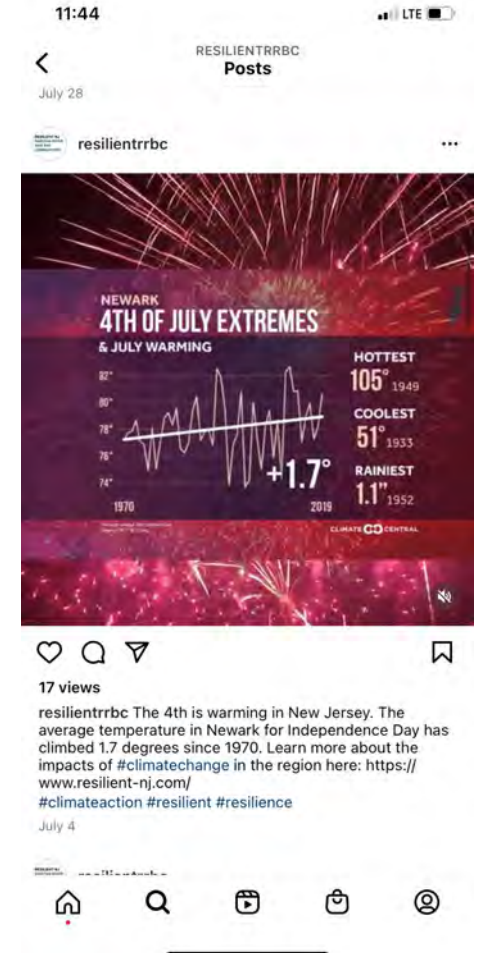 11:44
LTE
RESILIENTRRBC
Posts
July 28
resilientrrbc
NEWARK
4TH OF JULY EXTREMES
& JULY WARMING
82°
80°
78°
76°
74°
1970
2019
+1.7°
HOTTEST
105° 1949
COOLEST
51° 1933
RAINIEST
1.1" 1952
CLIMATE CENTRAL
17 views
resilientrrbc The 4th is warming in New Jersey. The
average temperature in Newark for Independence Day has
climbed 1.7 degrees since 1970. Learn more about the
impacts of #climatechange in the region here: https://
www.resilient-nj.com/
#climateaction #resilient #resilience
July 4